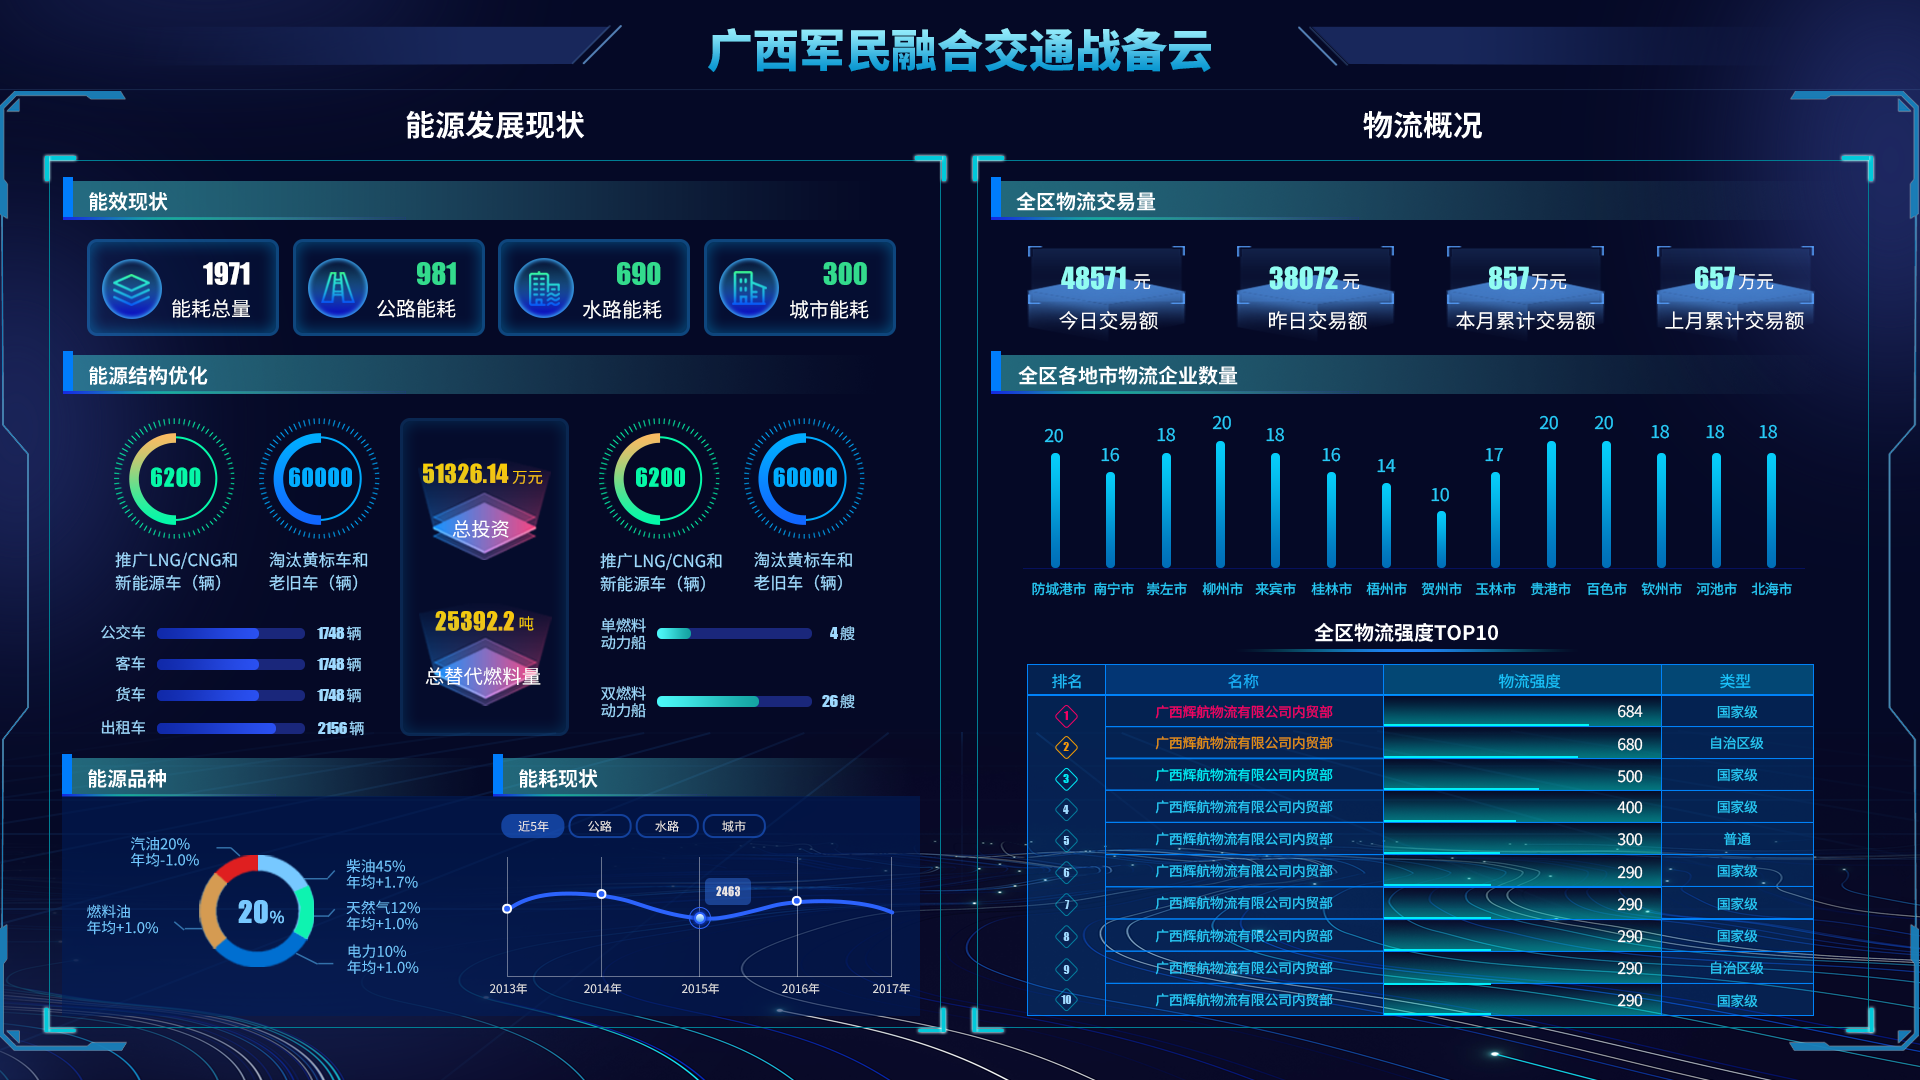 广西军民融合交通战备云
能源发展现状
物流概况
能效现状
1971
能耗总量
981
公路能耗
690
水路能耗
300
城市能耗
能源结构优化
6200
推广LNG/CNG和
新能源车（辆）
60000
淘汰黄标车和
老旧车（辆）
51326.14 万元
总投资
25392.2 吨
总替代燃料量
6200
推广LNG/CNG和
新能源车（辆）
60000
淘汰黄标车和
老旧车（辆）
公交车 1748 辆
客车 1748 辆
货车 1748 辆
出租车 2156 辆
单燃料
动力船
4 艘
双燃料
动力船
26 艘
能源品种
汽油20%
年均-1.0%
柴油45%
年均+1.7%
天然气12%
年均+1.0%
电力10%
年均+1.0%
燃料油
年均+1.0%
20%
能耗现状
近5年 公路 水路 城市
2463
2013年 2014年 2015年 2016年 2017年
全区物流交易量
48571 元
今日交易额
38072 元
昨日交易额
857万元
本月累计交易额
657万元
上月累计交易额
全区各地市物流企业数量
20 16 18 20 18 16 14 10 17 20 20 18 18 18
防城港市 南宁市 崇左市 柳州市 来宾市 桂林市 梧州市 贺州市 玉林市 贵港市 百色市 钦州市 河池市 北海市
全区物流强度TOP10
排名 名称 物流强度 类型
1 广西辉航物流有限公司内贸部 684 国家级
2 广西辉航物流有限公司内贸部 680 自治区级
3 广西辉航物流有限公司内贸部 500 国家级
4 广西辉航物流有限公司内贸部 400 国家级
5 广西辉航物流有限公司内贸部 300 普通
6 广西辉航物流有限公司内贸部 290 国家级
7 广西辉航物流有限公司内贸部 290 国家级
8 广西辉航物流有限公司内贸部 290 国家级
9 广西辉航物流有限公司内贸部 290 自治区级
10 广西辉航物流有限公司内贸部 290 国家级